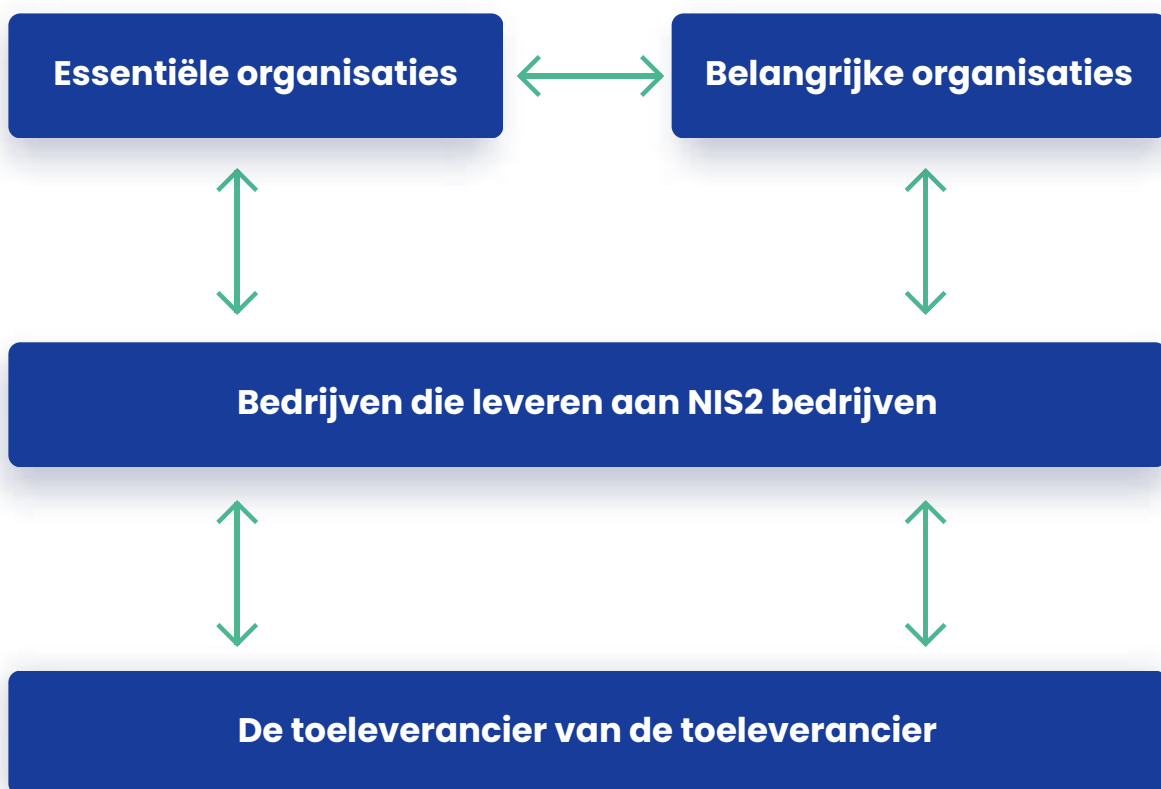 Essentiële organisaties
Belangrijke organisaties
Bedrijven die leveren aan NIS2 bedrijven
De toeleverancier van de toeleverancier